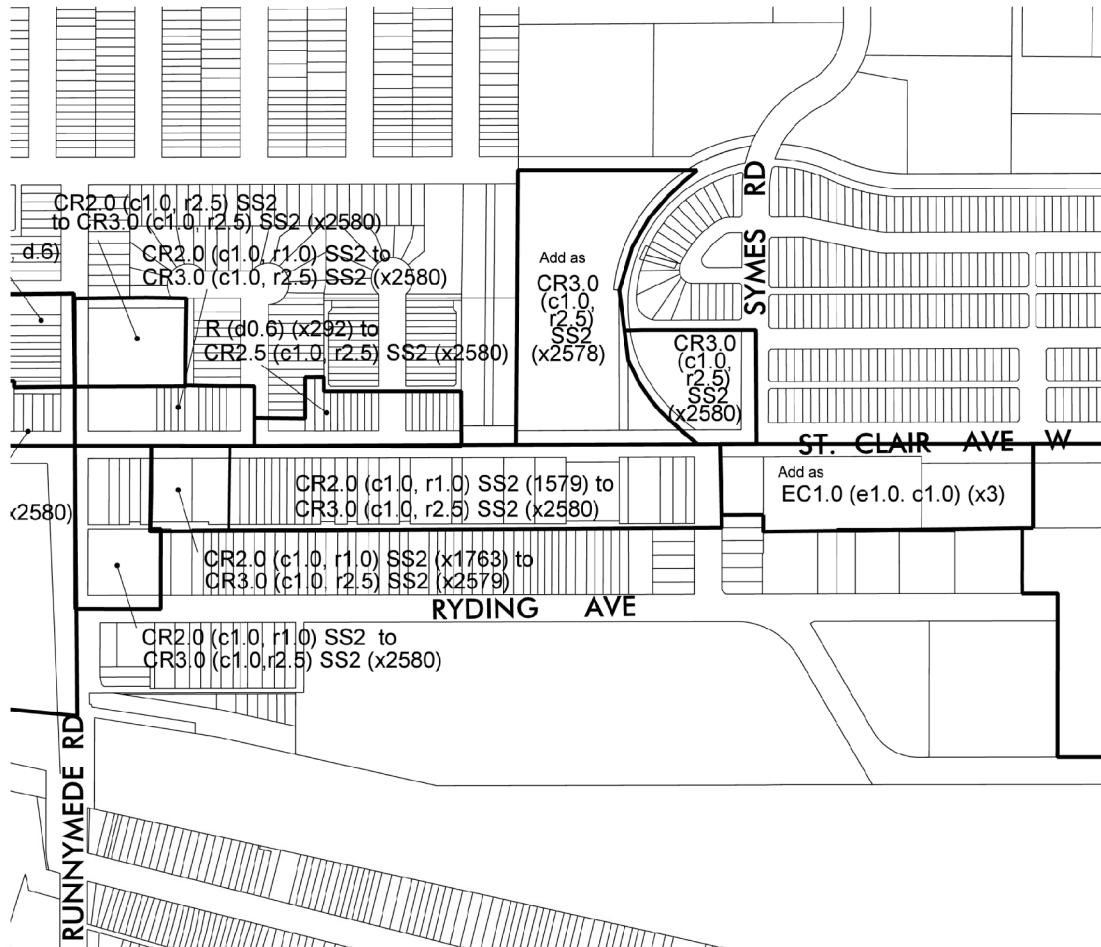 CR2.0 (c1.0, r2.5) SS2
to CR3.0 (c1.0, r2.5) SS2 (x2580)
, d.6)
CR2.0 (c1.0, r1.0) SS2 to
CR3.0 (c1.0, r2.5) SS2 (x2580)
R (d0.6) (x292) to
CR2.5 (c1.0, r2.5) SS2 (x2580)
Add as
CR3.0
(c1.0,
r2.5)
SS2
(x2578)
SYMES RD
CR3.0
(c1.0,
r2.5)
SS2
(x2580)
ST. CLAIR AVE W
Add as
EC1.0 (e1.0. c1.0) (x3)
CR2.0 (c1.0, r1.0) SS2 (1579) to
CR3.0 (c1.0, r2.5) SS2 (x2580)
x2580)
CR2.0 (c1.0, r1.0) SS2 (x1763) to
CR3.0 (c1.0, r2.5) SS2 (x2579)
RYDING AVE
CR2.0 (c1.0, r1.0) SS2 to
CR3.0 (c1.0,r2.5) SS2 (x2580)
RUNNYMEDE RD